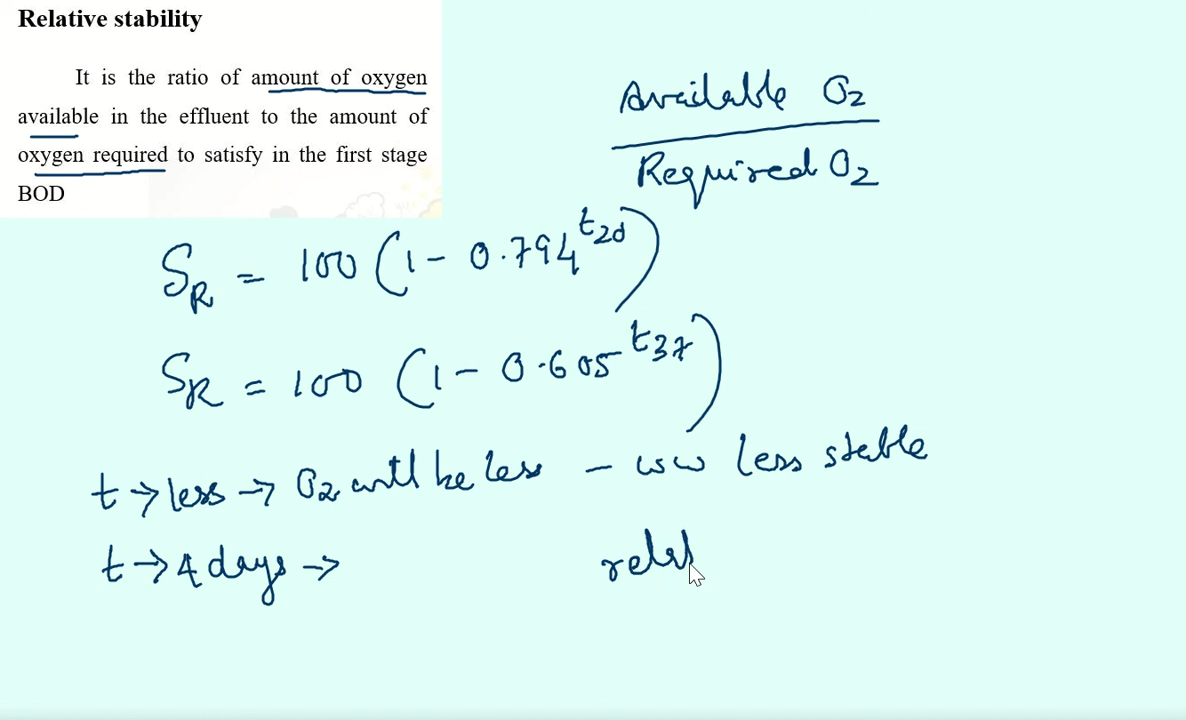 Relative stability
It is the ratio of amount of oxygen
available in the effluent to the amount of
oxygen required to satisfy in the first stage
BOD
Available O2
Required O2
SR = 100 (1 - 0.794^t20)
SR = 100 (1 - 0.605^t37)
t → less → O2 will be less - ww less stable
t → 4 days → relat